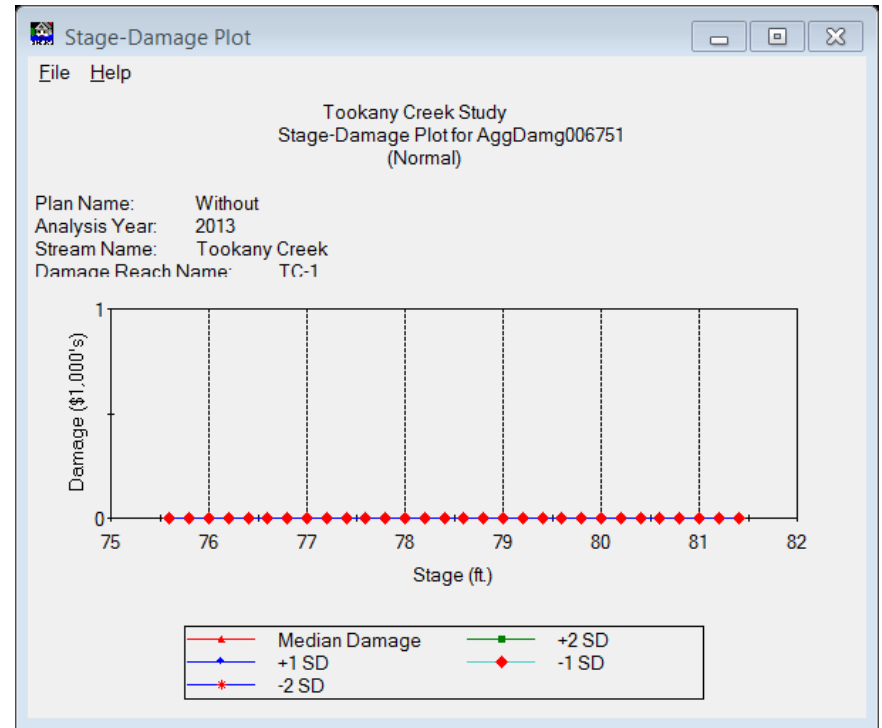 Stage-Damage Plot
File Help
Tookany Creek Study
Stage-Damage Plot for AggDamg006751
(Normal)
Plan Name: Without
Analysis Year: 2013
Stream Name: Tookany Creek
Damage Reach Name: TC-1
Damage ($1,000's)
1
0
75 76 77 78 79 80 81 82
Stage (ft.)
Median Damage +2 SD
+1 SD -1 SD
-2 SD